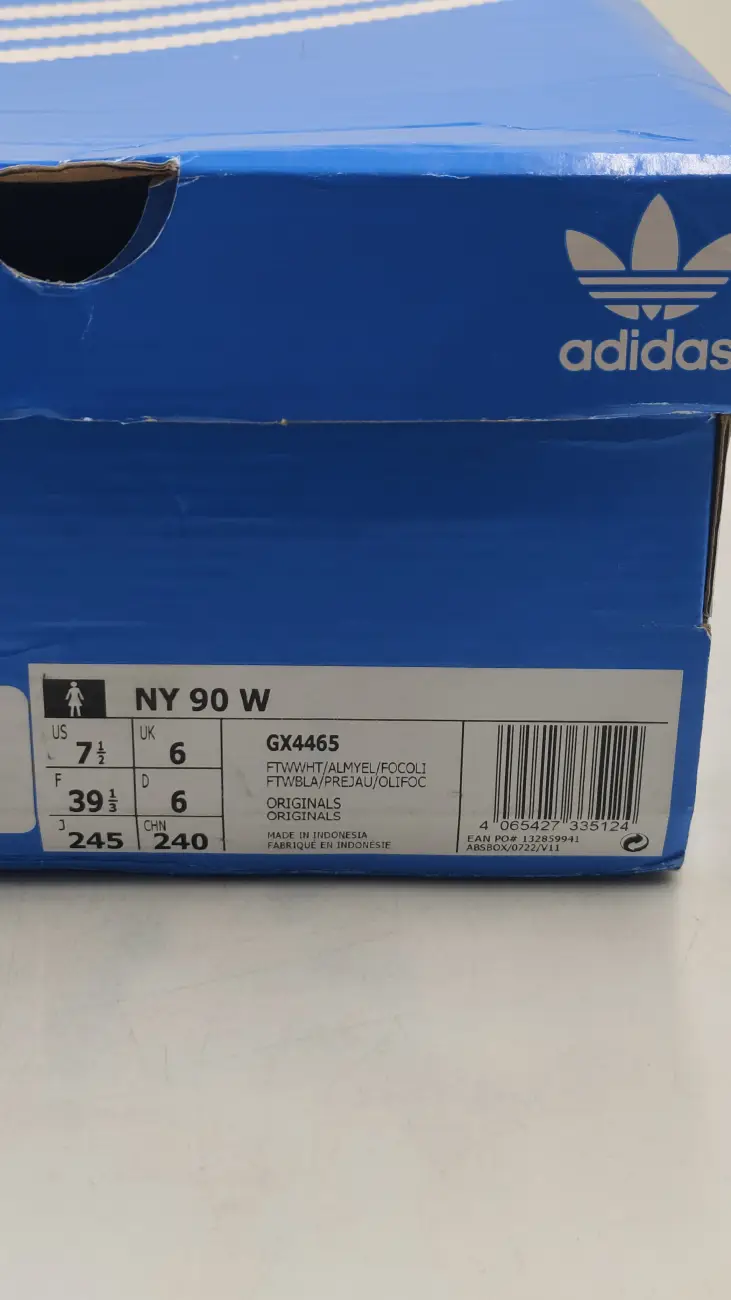 adidas
NY 90 W
US 7½
UK 6
F 39⅓
D 6
J 245
CHN 240
GX4465
FTWWHT/ALMYEL/FOCOLI
FTWBLA/PREJAU/OLIFOC
ORIGINALS
ORIGINALS
MADE IN INDONESIA
FABRIQUÉ EN INDONÉSIE
4 065427 335124
EAN PO# 132859941
ABSBOX/0722/V11